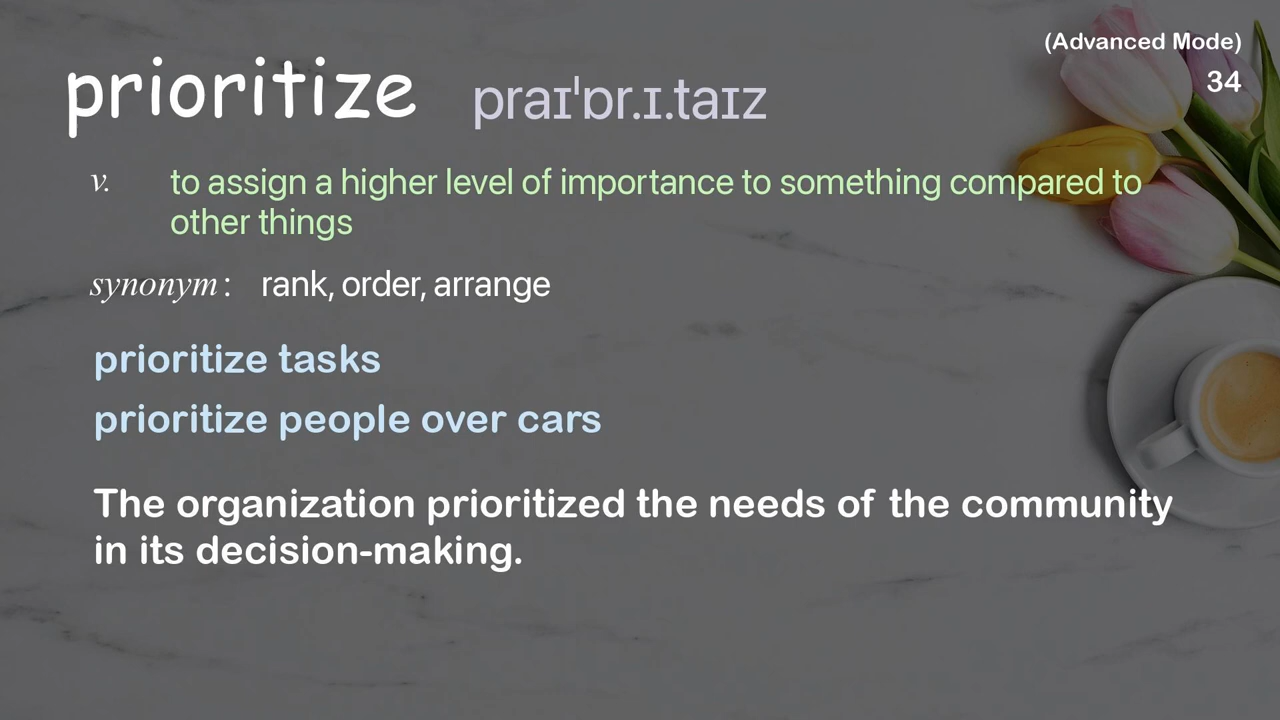 (Advanced Mode)
34
prioritize praɪˈɒr.ɪ.taɪz
v. to assign a higher level of importance to something compared to
other things
synonym : rank, order, arrange
prioritize tasks
prioritize people over cars
The organization prioritized the needs of the community
in its decision-making.